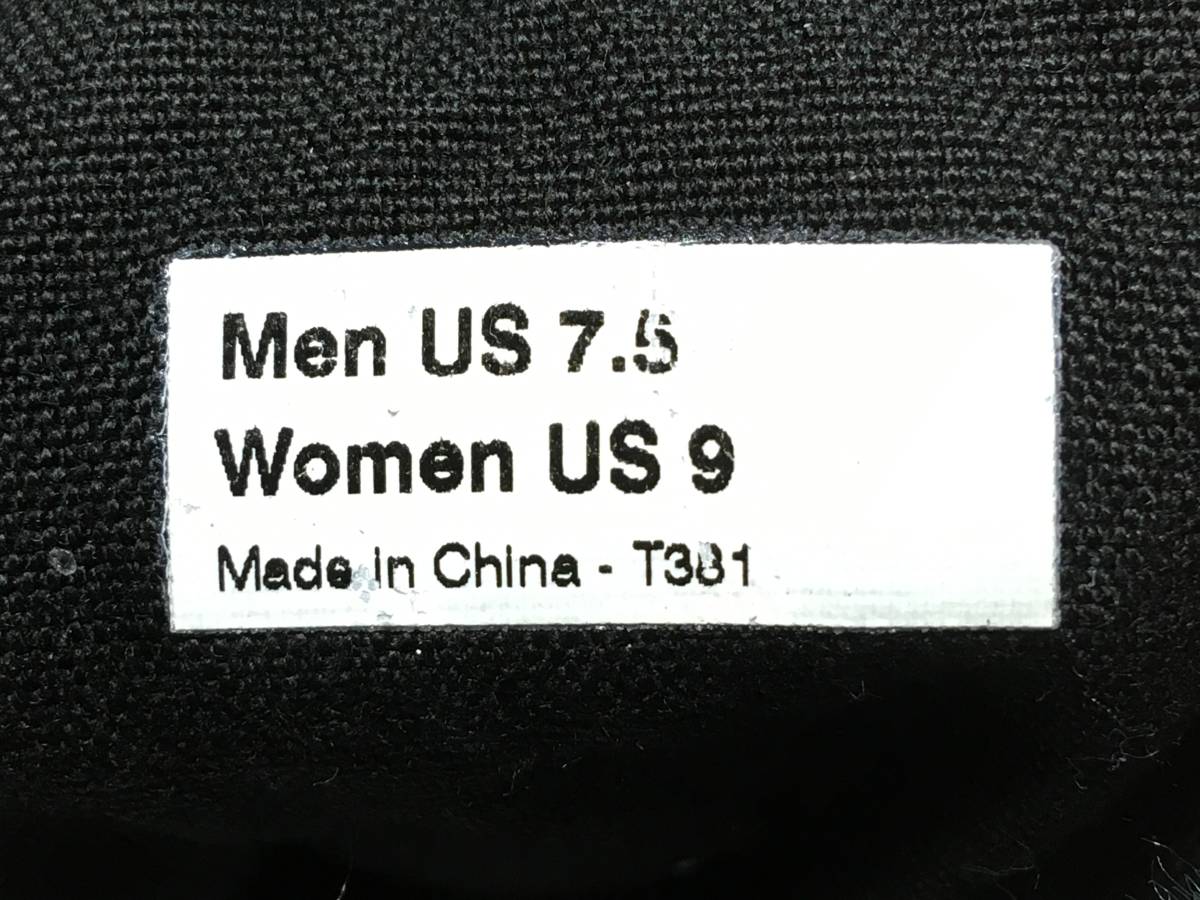 Men US 7.5
Women US 9
Made in China - T381